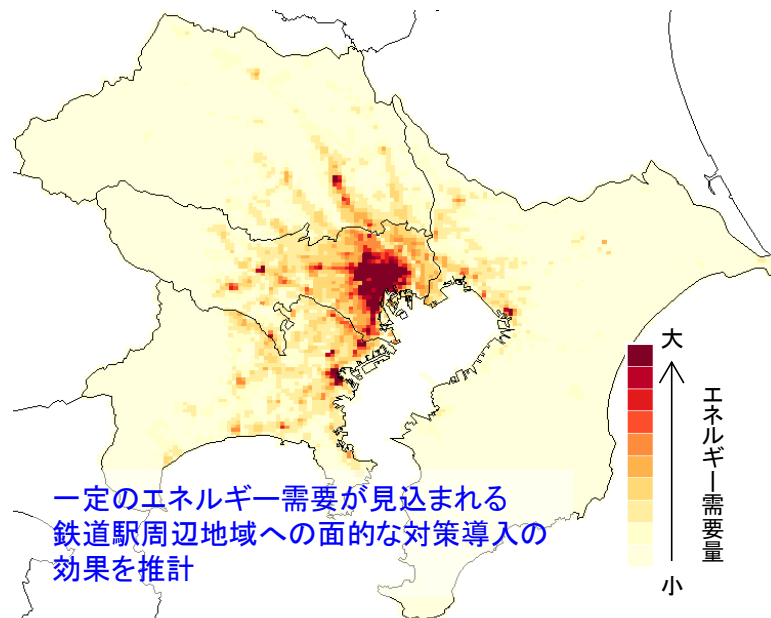 大
エネルギー需要量
小
一定のエネルギー需要が見込まれる
鉄道駅周辺地域への面的な対策導入の
効果を推計